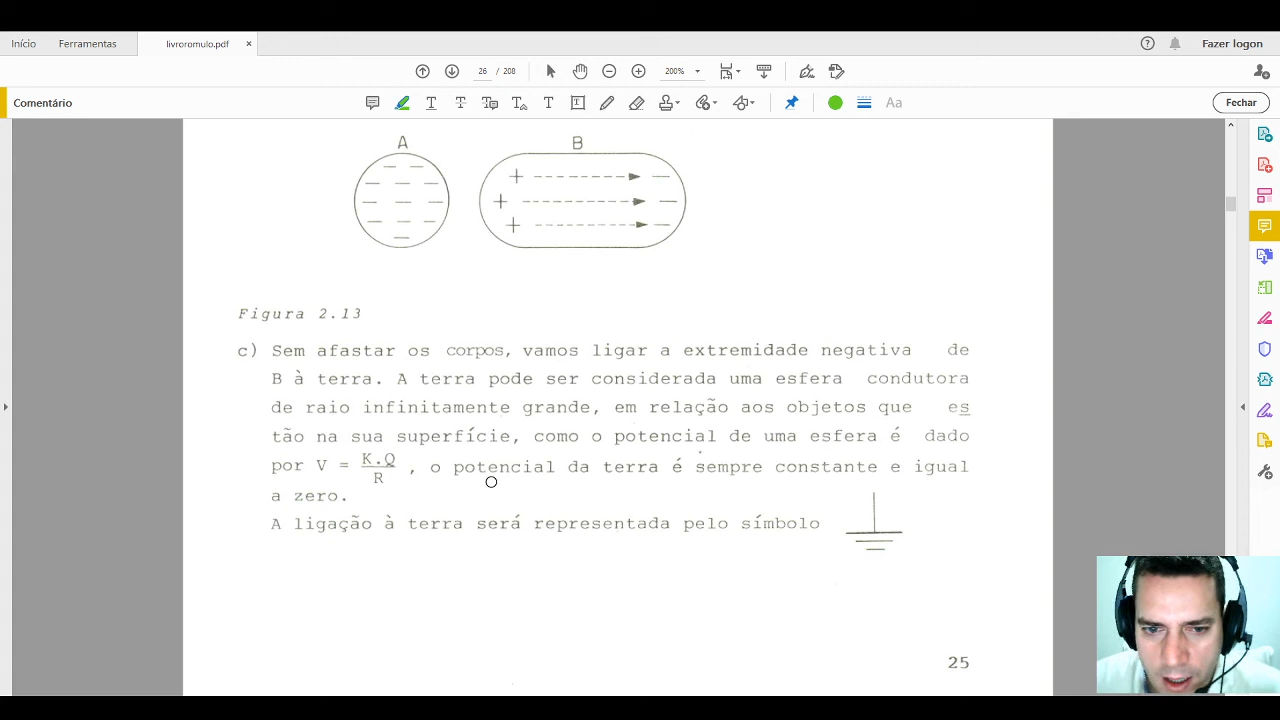 Início Ferramentas livroromulo.pdf × Fazer logon
26 / 208 200%
Comentário Aa Fechar
A B
Figura 2.13
c) Sem afastar os corpos, vamos ligar a extremidade negativa de
B à terra. A terra pode ser considerada uma esfera condutora
de raio infinitamente grande, em relação aos objetos que es
tão na sua superfície, como o potencial de uma esfera é dado
por V = K.Q / R , o potencial da terra é sempre constante e igual
a zero.
A ligação à terra será representada pelo símbolo
25